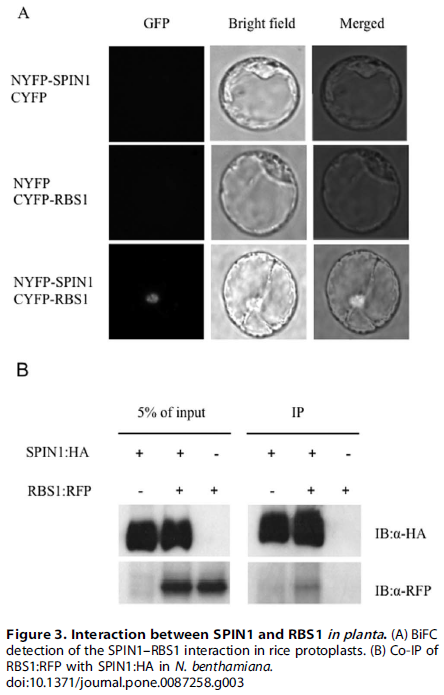 A
GFP Bright field Merged
NYFP-SPIN1
CYFP
NYFP
CYFP-RBS1
NYFP-SPIN1
CYFP-RBS1
B
5% of input IP
SPIN1:HA + + - + + -
RBS1:RFP - + + - + +
IB:α-HA
IB:α-RFP
Figure 3. Interaction between SPIN1 and RBS1 in planta. (A) BiFC
detection of the SPIN1–RBS1 interaction in rice protoplasts. (B) Co-IP of
RBS1:RFP with SPIN1:HA in N. benthamiana.
doi:10.1371/journal.pone.0087258.g003